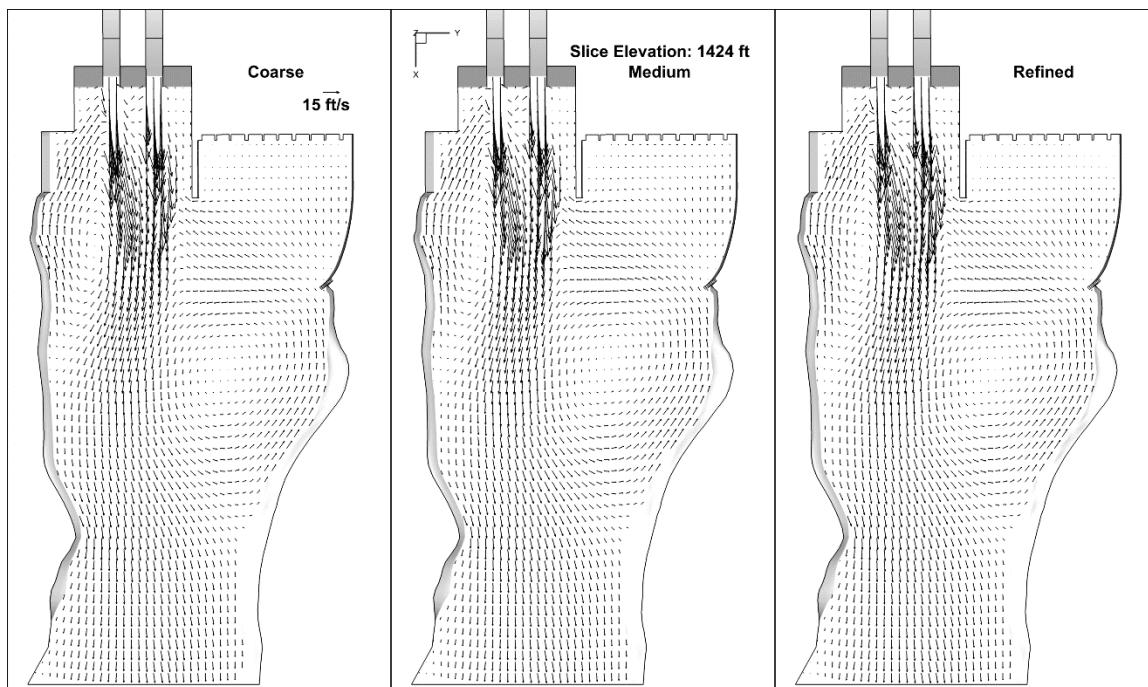 Coarse
15 ft/s
Z
Y
X
Slice Elevation: 1424 ft
Medium
Refined